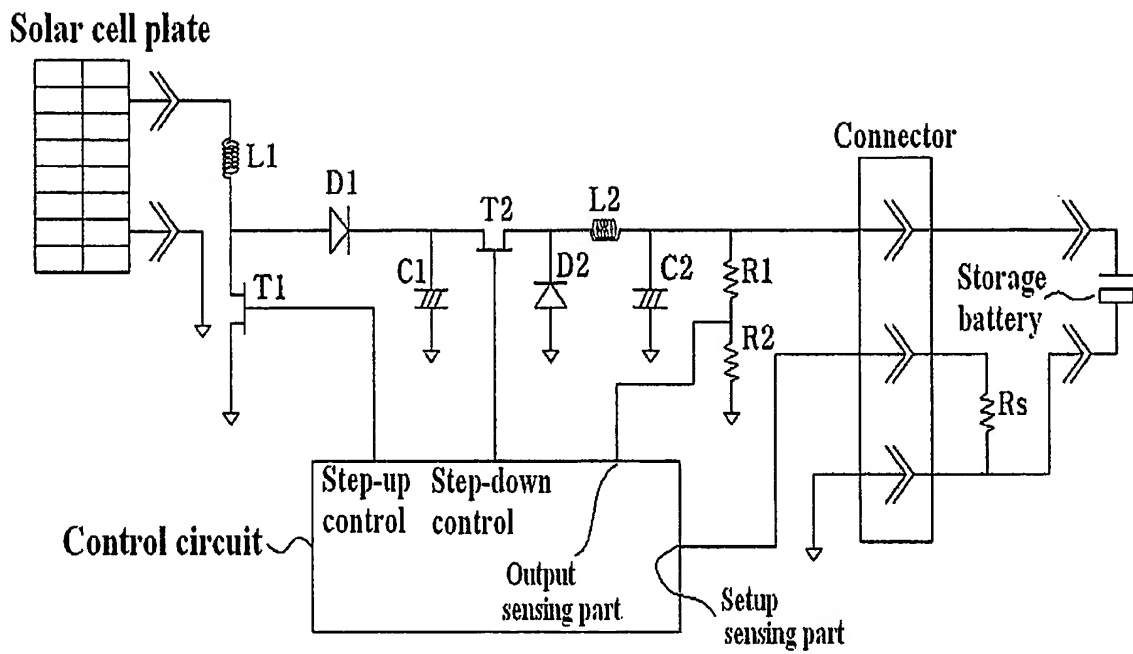 Solar cell plate
L1
D1
T2
L2
Connector
C1
D2
C2
R1
T1
R2
Storage
battery
Rs
Step-up
control
Step-down
control
Control circuit
Output
sensing part
Setup
sensing part